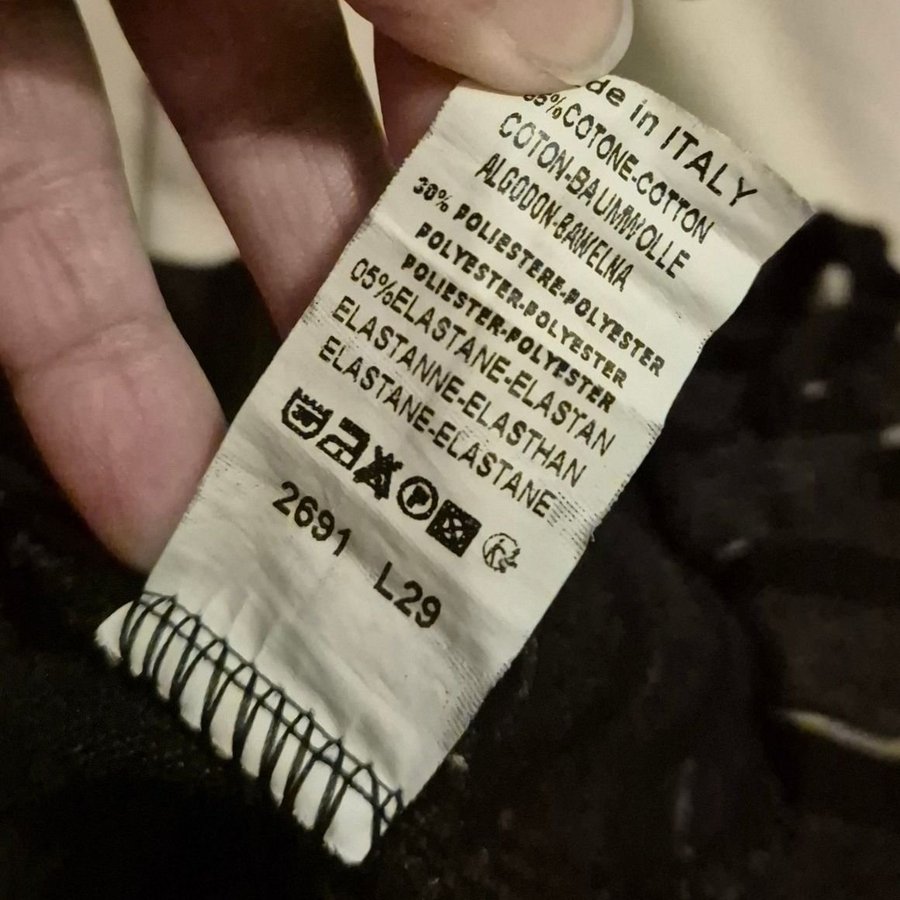 de in ITALY
5%COTONE-COTTON
COTON-BAUMWOLLE
ALGODON-BAWELNA
30% POLIESTERE-POLYESTER
POLYESTER-POLYESTER
POLIESTER-POLYESTER
05%ELASTANE-ELASTAN
ELASTANNE-ELASTHAN
ELASTANE-ELASTANE
P
2691 L29